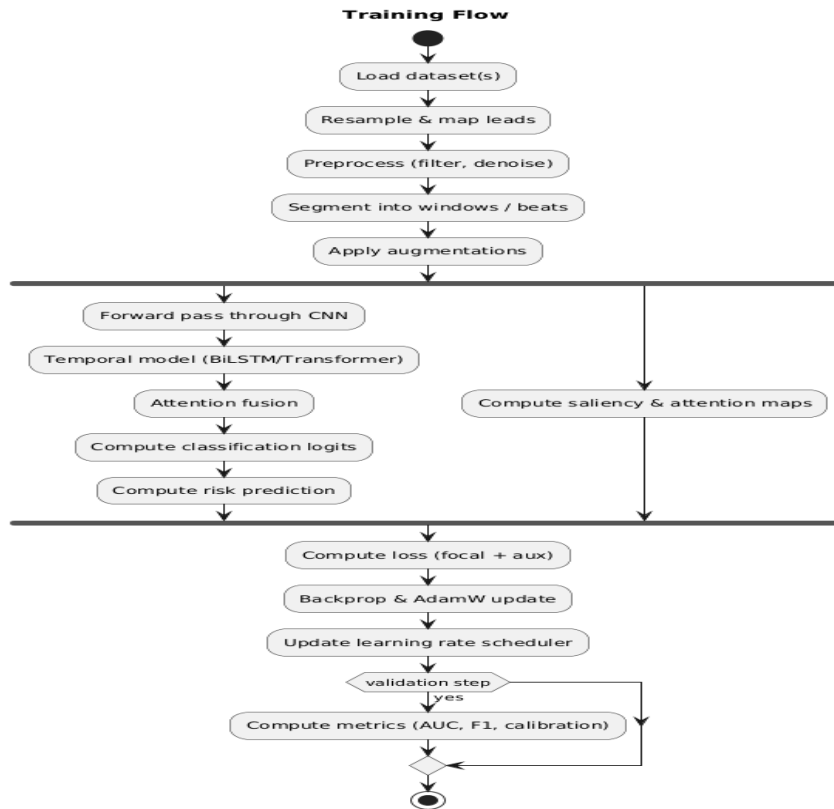 Training Flow
Load dataset(s)
Resample & map leads
Preprocess (filter, denoise)
Segment into windows / beats
Apply augmentations
Forward pass through CNN
Temporal model (BiLSTM/Transformer)
Attention fusion
Compute saliency & attention maps
Compute classification logits
Compute risk prediction
Compute loss (focal + aux)
Backprop & AdamW update
Update learning rate scheduler
validation step
yes
Compute metrics (AUC, F1, calibration)